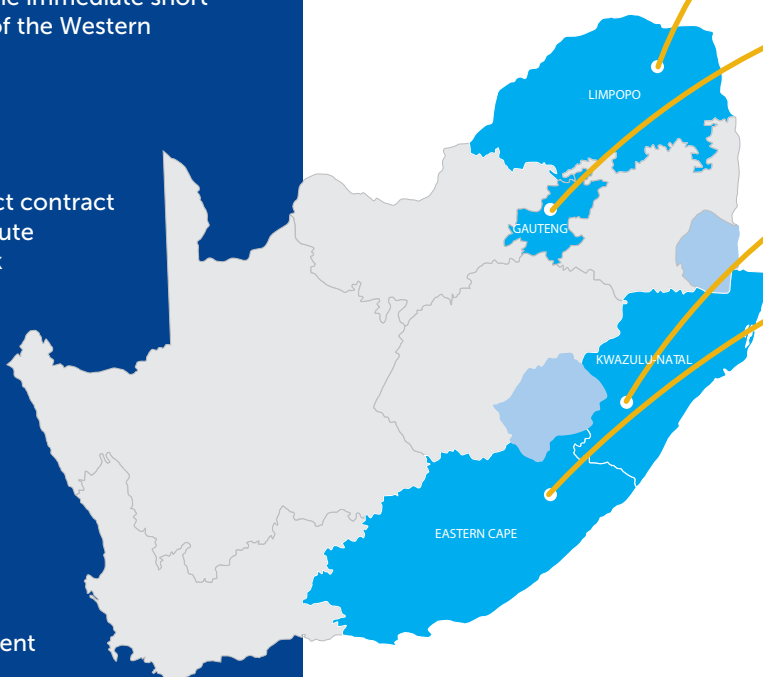 he immediate short
of the Western
ct contract
ute
k
ent
LIMPOPO
GAUTENG
KWAZULU-NATAL
EASTERN CAPE